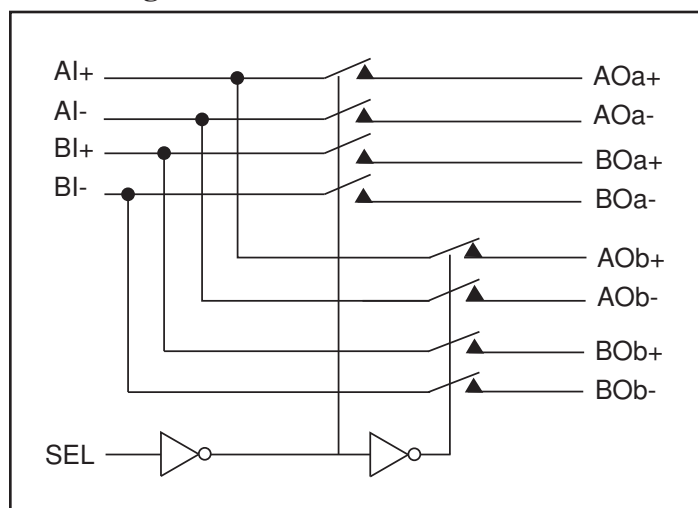 AI+
AOa+
AI-
AOa-
BI+
BOa+
BI-
BOa-
AOb+
AOb-
BOb+
BOb-
SEL